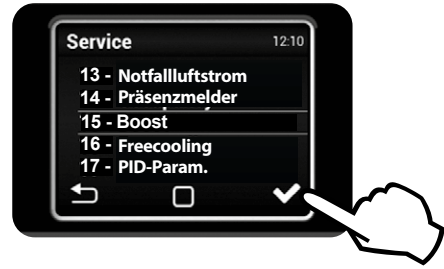 Service 12:10
13 - Notfallluftstrom
14 - Präsenzmelder
15 - Boost
16 - Freecooling
17 - PID-Param.